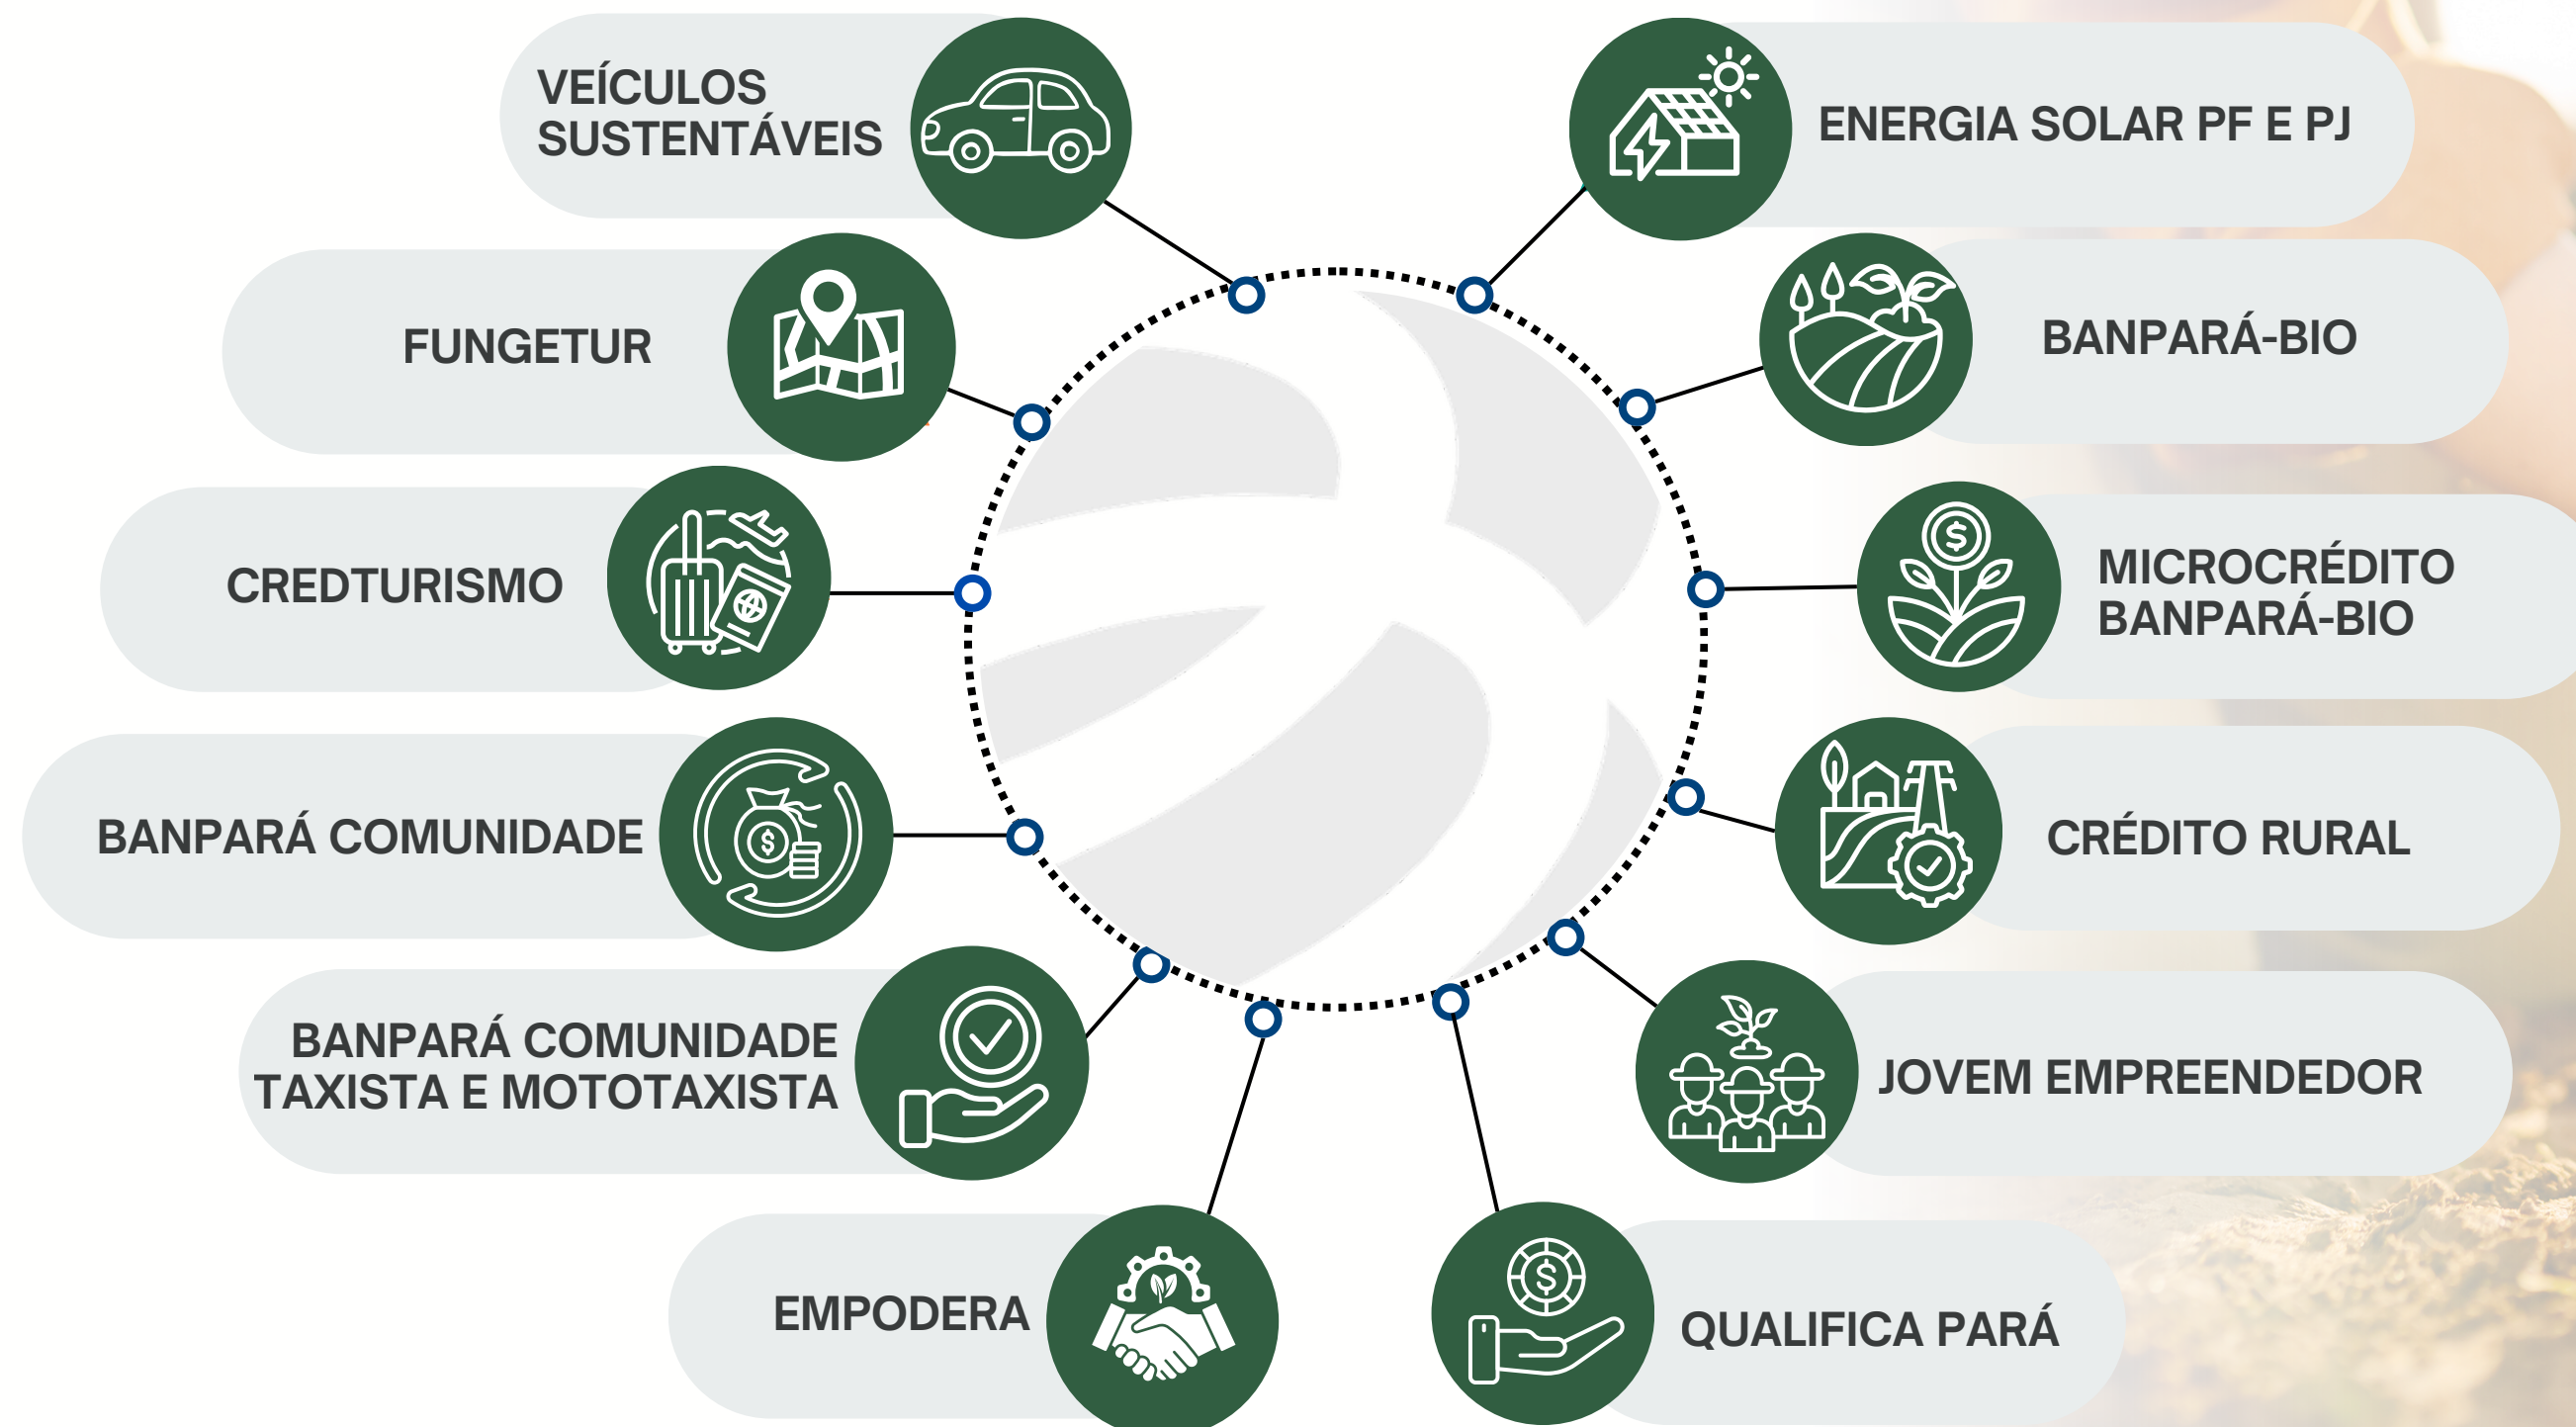 VEÍCULOS
SUSTENTÁVEIS
FUNGETUR
CREDTURISMO
BANPARÁ COMUNIDADE
BANPARÁ COMUNIDADE
TAXISTA E MOTOTAXISTA
EMPODERA
ENERGIA SOLAR PF E PJ
BANPARÁ-BIO
MICROCRÉDITO
BANPARÁ-BIO
CRÉDITO RURAL
JOVEM EMPREENDEDOR
QUALIFICA PARÁ